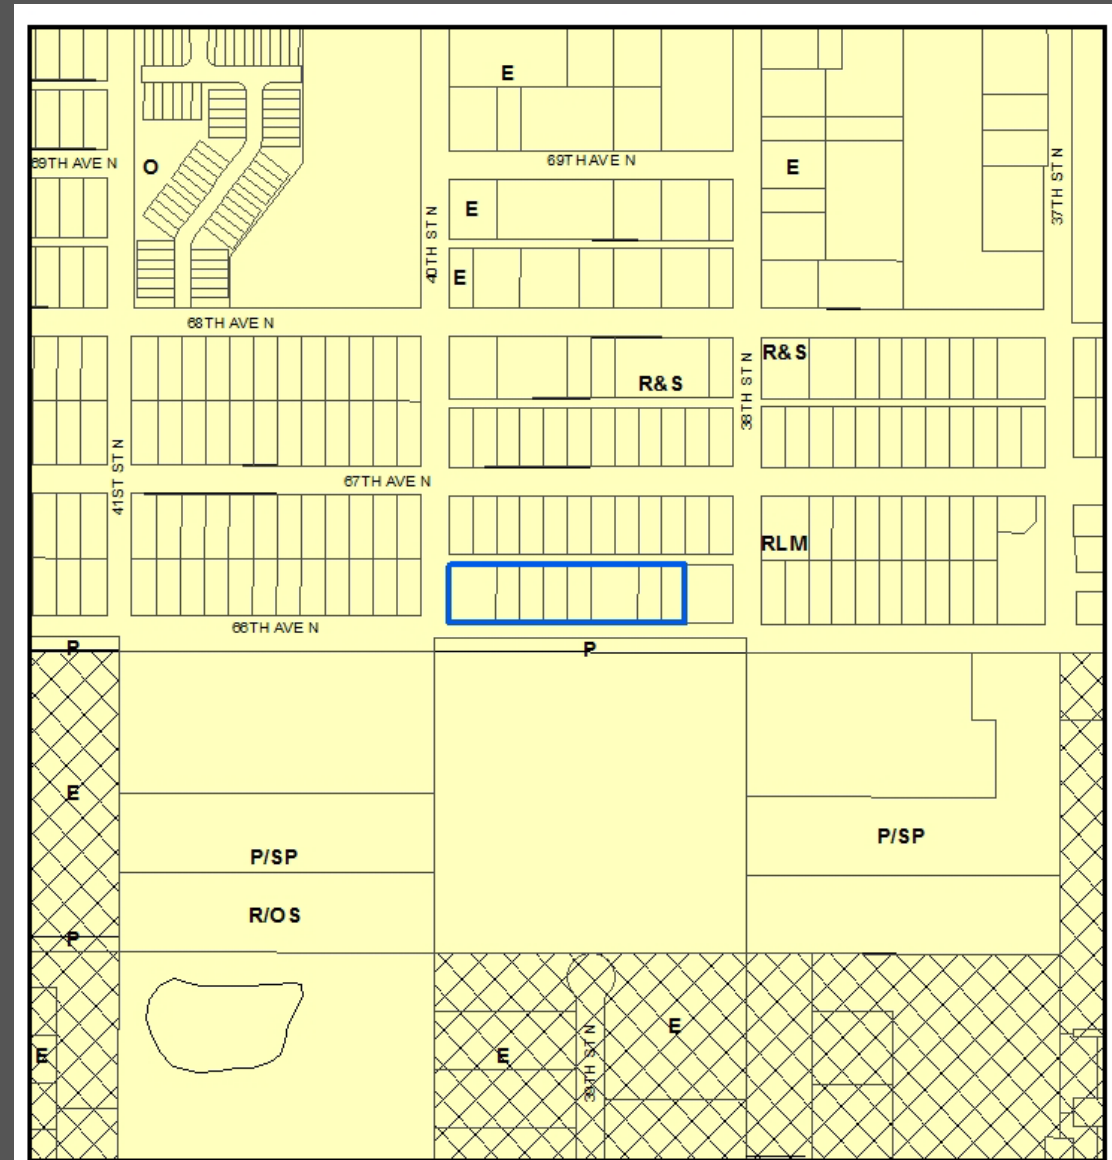 E
69TH AVE N
O
69TH AVE N
E
37TH ST N
E
40TH ST N
E
68TH AVE N
R&S
R&S
38TH ST N
41ST ST N
67TH AVE N
RLM
66TH AVE N
P
P
E
P/SP
P/SP
R/OS
P
E
E
E
39TH ST N